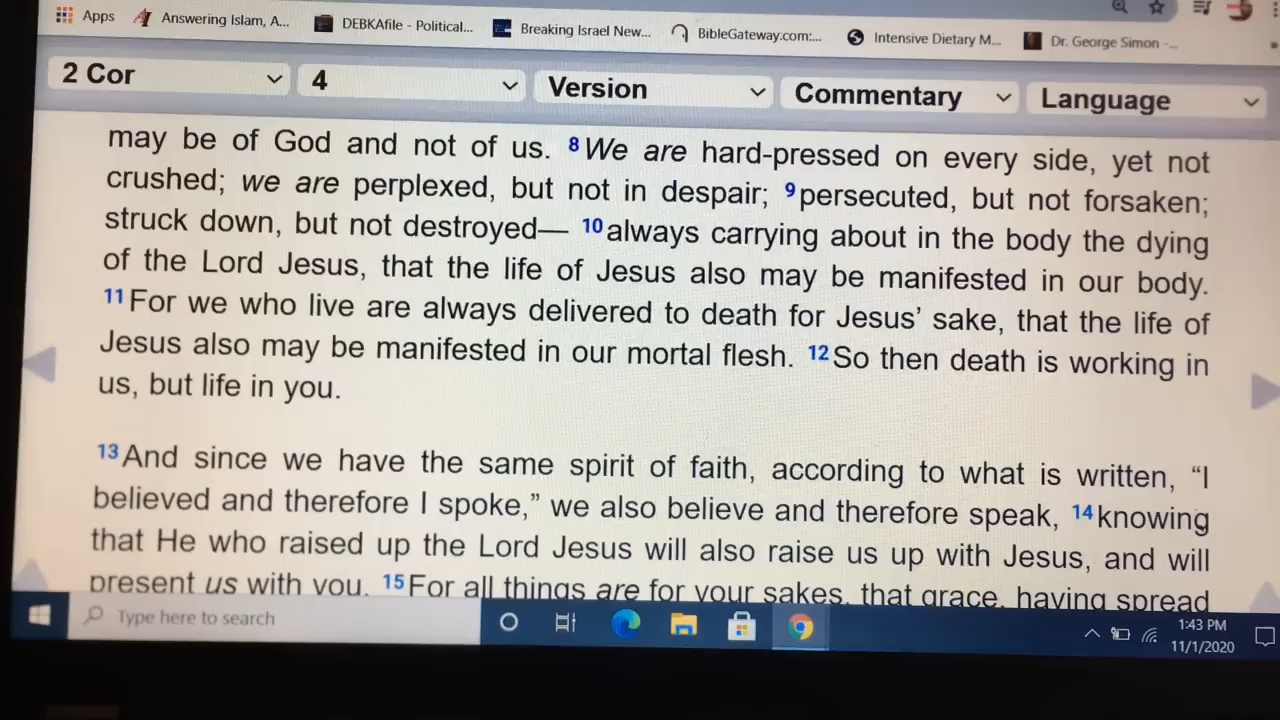 Apps Answering Islam, A... DEBKAfile - Political... Breaking Israel New... BibleGateway.com:... Intensive Dietary M... Dr. George Simon -...
2 Cor 4 Version Commentary Language
may be of God and not of us. 8 We are hard-pressed on every side, yet not
crushed; we are perplexed, but not in despair; 9 persecuted, but not forsaken;
struck down, but not destroyed— 10 always carrying about in the body the dying
of the Lord Jesus, that the life of Jesus also may be manifested in our body.
11 For we who live are always delivered to death for Jesus’ sake, that the life of
Jesus also may be manifested in our mortal flesh. 12 So then death is working in
us, but life in you.
13 And since we have the same spirit of faith, according to what is written, “I
believed and therefore I spoke,” we also believe and therefore speak, 14 knowing
that He who raised up the Lord Jesus will also raise us up with Jesus, and will
present us with you. 15 For all things are for your sakes, that grace, having spread
Type here to search
1:43 PM
11/1/2020